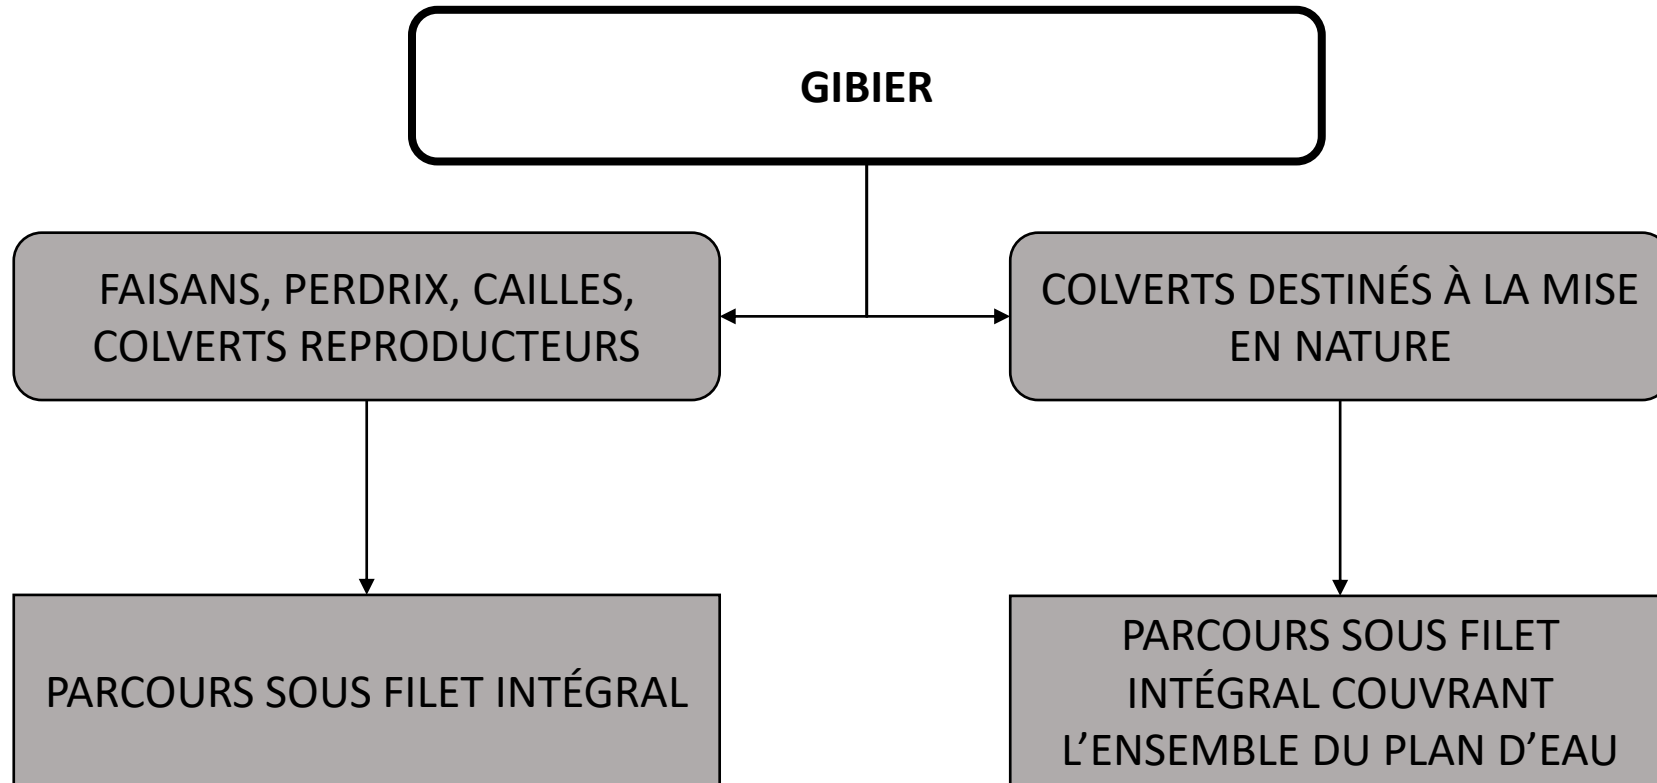 GIBIER
FAISANS, PERDRIX, CAILLES,
COLVERTS REPRODUCTEURS
COLVERTS DESTINÉS À LA MISE
EN NATURE
PARCOURS SOUS FILET INTÉGRAL
PARCOURS SOUS FILET
INTÉGRAL COUVRANT
L’ENSEMBLE DU PLAN D’EAU